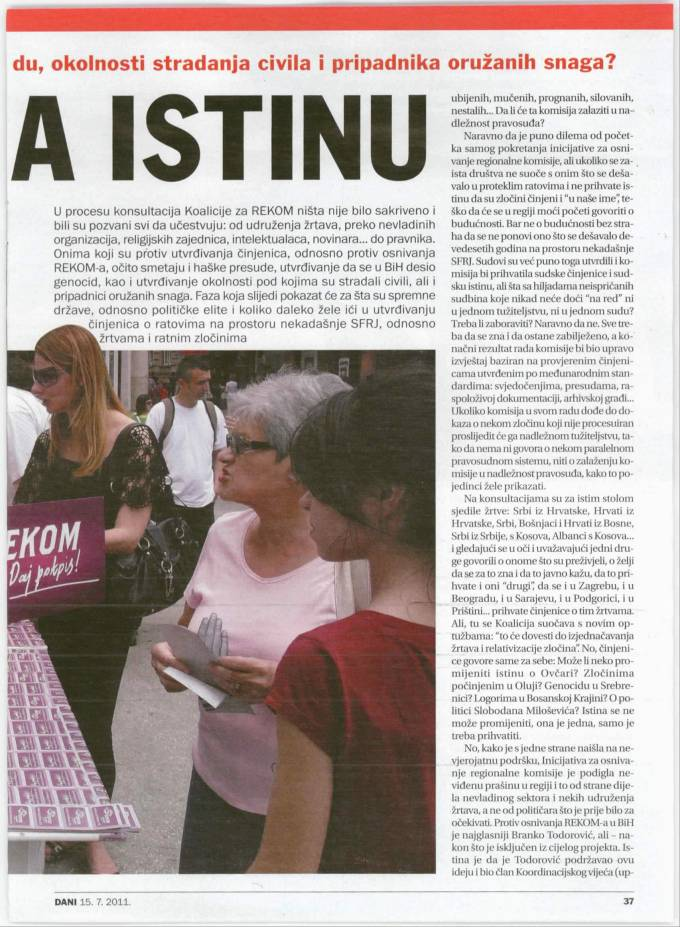 du, okolnosti stradanja civila i pripadnika oružanih snaga?
A ISTINU
U procesu konsultacija Koalicije za REKOM ništa nije bilo sakriveno i
bili su pozvani svi da učestvuju: od udruženja žrtava, preko nevladinih
organizacija, religijskih zajednica, intelektualaca, novinara... do pravnika.
Onima koji su protiv utvrđivanja činjenica, odnosno protiv osnivanja
REKOM-a, očito smetaju i haške presude, utvrđivanje da se u BiH desio
genocid, kao i utvrđivanje okolnosti pod kojima su stradali civili, ali i
pripadnici oružanih snaga. Faza koja slijedi pokazat će za šta su spremne
države, odnosno političke elite i koliko daleko žele ići u utvrđivanju
činjenica o ratovima na prostoru nekadašnje SFRJ, odnosno
žrtvama i ratnim zločinima
EKOM
Daj potpis!
ubijenih, mučenih, prognanih, silovanih,
nestalih... Da li će ta komisija zalaziti u na-
dležnost pravosuđa?
Naravno da je puno dilema od počet-
ka samog pokretanja inicijative za osni-
vanje regionalne komisije, ali ukoliko se za-
ista društva ne suoče s onim što se deša-
valo u proteklim ratovima i ne prihvate is-
tinu da su zločini činjeni i “u naše ime”, te-
ško da će se u regiji moći početi govoriti o
budućnosti. Bar ne o budućnosti bez stra-
ha da se ne ponovi ono što se dešavalo de-
vedesetih godina na prostoru nekadašnje
SFRJ. Sudovi su već puno toga utvrdili i ko-
misija bi prihvatila sudske činjenice i sud-
sku istinu, ali šta sa hiljadama neispričanih
sudbina koje nikad neće doći “na red” ni
u jednom tužiteljstvu, ni u jednom sudu?
Treba li zaboraviti? Naravno da ne. Sve tre-
ba da se zna i da ostane zabilježeno, a ko-
načni rezultat rada komisije bi bio upravo
izvještaj baziran na provjerenim činjeni-
cama utvrđenim po međunarodnim stan-
dardima: svjedočenjima, presudama, ra-
spoloživoj dokumentaciji, arhivskoj građi...
Ukoliko komisija u svom radu dođe do do-
kaza o nekom zločinu koji nije procesuiran
proslijedit će ga nadležnom tužiteljstvu, ta-
ko da nema ni govora o nekom paralelnom
pravosudnom sistemu, niti o zalaženju ko-
misije u nadležnost pravosuđa, kako to po-
jedinci žele prikazati.
Na konsultacijama su za istim stolom
sjedile žrtve: Srbi iz Hrvatske, Hrvati iz
Hrvatske, Srbi, Bošnjaci i Hrvati iz Bosne,
Srbi iz Srbije, s Kosova, Albanci s Kosova...
i gledajući se u oči i uvažavajući jedni dru-
ge govorili o onome što su preživjeli, o želji
da se za to zna i da to javno kažu, da to pri-
hvate i oni “drugi”, da se i u Zagrebu, i u
Beogradu, i u Sarajevu, i u Podgorici, i u
Prištini... prihvate činjenice o tim žrtvama.
Ali, tu se Koalicija suočava s novim op-
tužbama: “to će dovesti do izjednačavanja
žrtava i relativizacije zločina”. No, činjeni-
ce govore same za sebe: Može li neko pro-
mijeniti istinu o Ovčari? Zločinima
počinjenim u Oluji? Genocidu u Srebre-
nici? Logorima u Bosanskoj Krajini? O po-
litici Slobodana Miloševića? Istina se ne
može promijeniti, ona je jedna, samo je
treba prihvatiti.
No, kako je s jedne strane naišla na ne-
vjerojatnu podršku, Inicijativa za osniva-
nje regionalne komisije je podigla ne-
viđenu prašinu u regiji i to od strane dije-
la nevladinog sektora i nekih udruženja
žrtava, a ne od političara što je prije bilo za
očekivati. Protiv osnivanja REKOM-a u BiH
je najglasniji Branko Todorović, ali – na-
kon što je isključen iz cijelog projekta. Is-
tina je da je Todorović podržavao ovu
ideju i bio član Koordinacijskog vijeća (up-
DANI 15. 7. 2011.
37